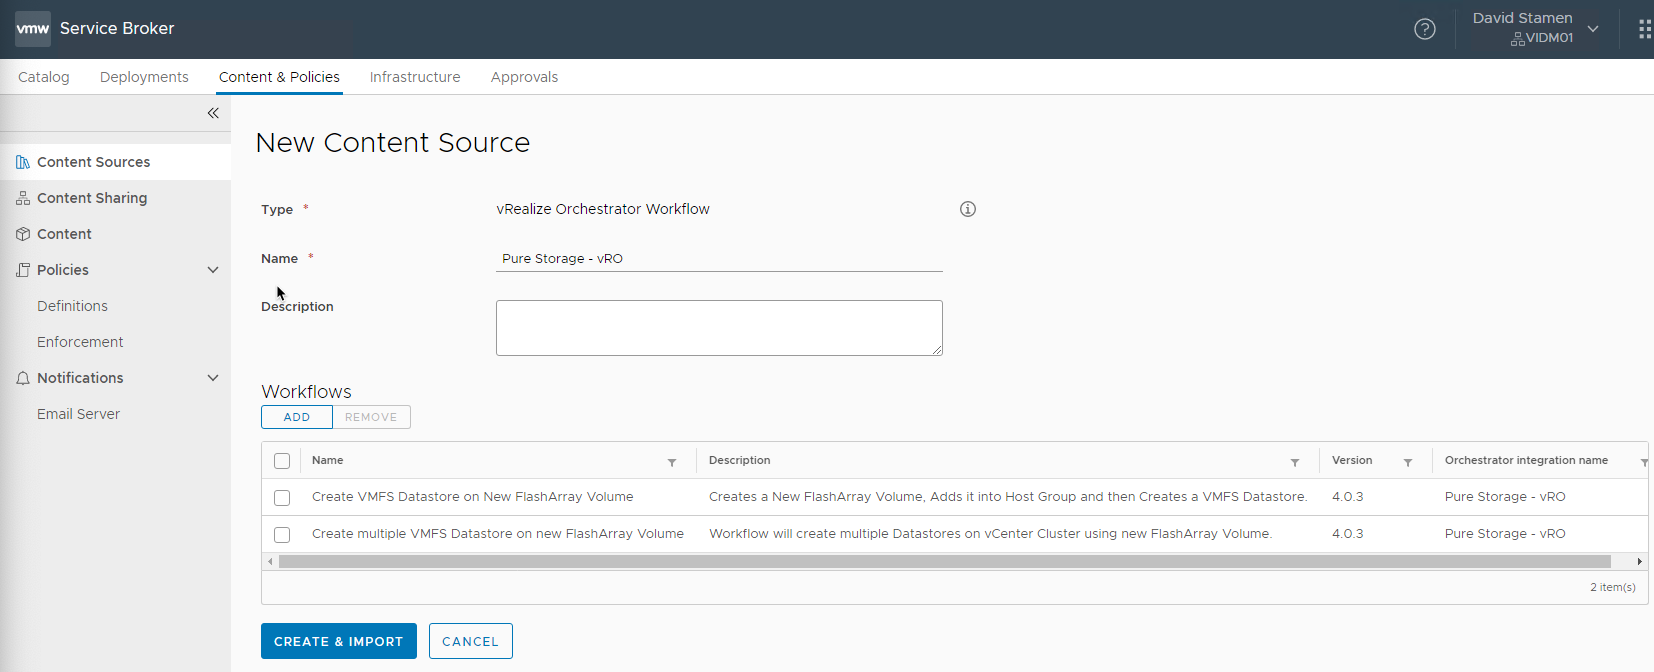 vmw Service Broker
David Stamen
VIDM01
Catalog Deployments Content & Policies Infrastructure Approvals
Content Sources
Content Sharing
Content
Policies
Definitions
Enforcement
Notifications
Email Server
New Content Source
Type * vRealize Orchestrator Workflow
Name * Pure Storage - vRO
Description
Workflows
ADD REMOVE
Name Description Version Orchestrator integration name
Create VMFS Datastore on New FlashArray Volume Creates a New FlashArray Volume, Adds it into Host Group and then Creates a VMFS Datastore. 4.0.3 Pure Storage - vRO
Create multiple VMFS Datastore on new FlashArray Volume Workflow will create multiple Datastores on vCenter Cluster using new FlashArray Volume. 4.0.3 Pure Storage - vRO
2 item(s)
CREATE & IMPORT CANCEL